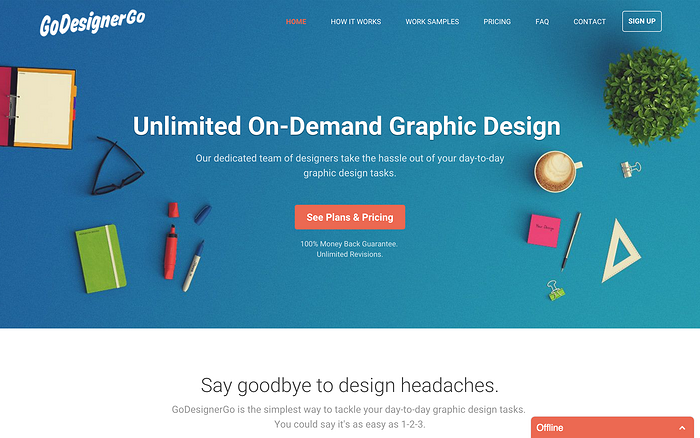 GoDesignerGo
HOME
HOW IT WORKS
WORK SAMPLES
PRICING
FAQ
CONTACT
SIGN UP
Unlimited On-Demand Graphic Design
Our dedicated team of designers take the hassle out of your day-to-day
graphic design tasks.
See Plans & Pricing
100% Money Back Guarantee.
Unlimited Revisions.
Say goodbye to design headaches.
GoDesignerGo is the simplest way to tackle your day-to-day graphic design tasks.
You could say it's as easy as 1-2-3.
Offline